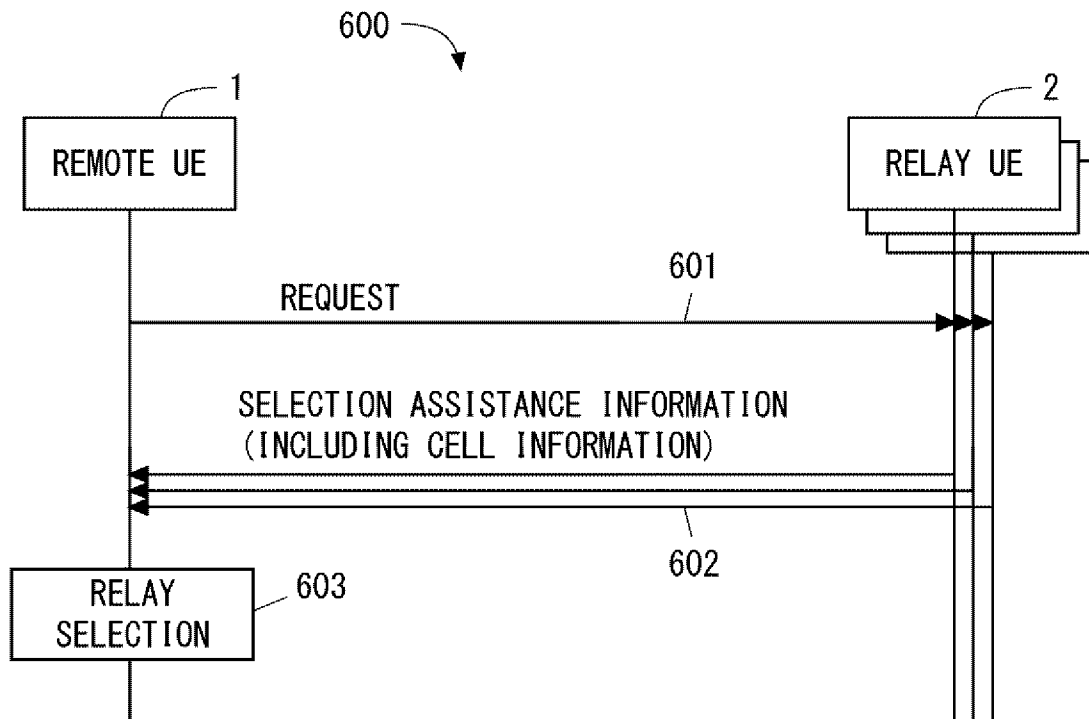 600
1
2
REMOTE UE
RELAY UE
601
REQUEST
SELECTION ASSISTANCE INFORMATION
(INCLUDING CELL INFORMATION)
602
RELAY
SELECTION
603